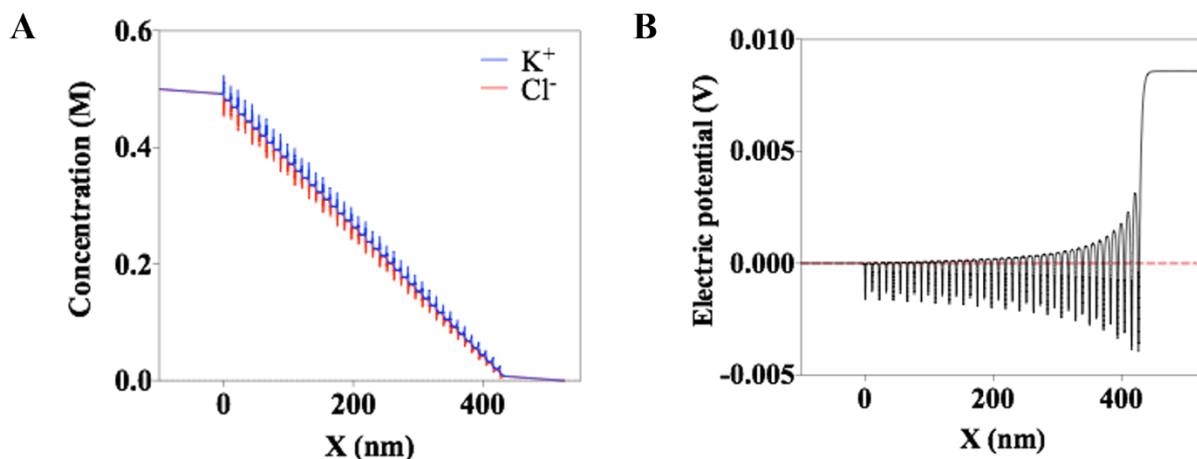 A
0.6
0.4
0.2
0.0
Concentration (M)
K⁺
Cl⁻
0
200
400
X (nm)
B
0.010
0.005
0.000
-0.005
Electric potential (V)
0
200
400
X (nm)